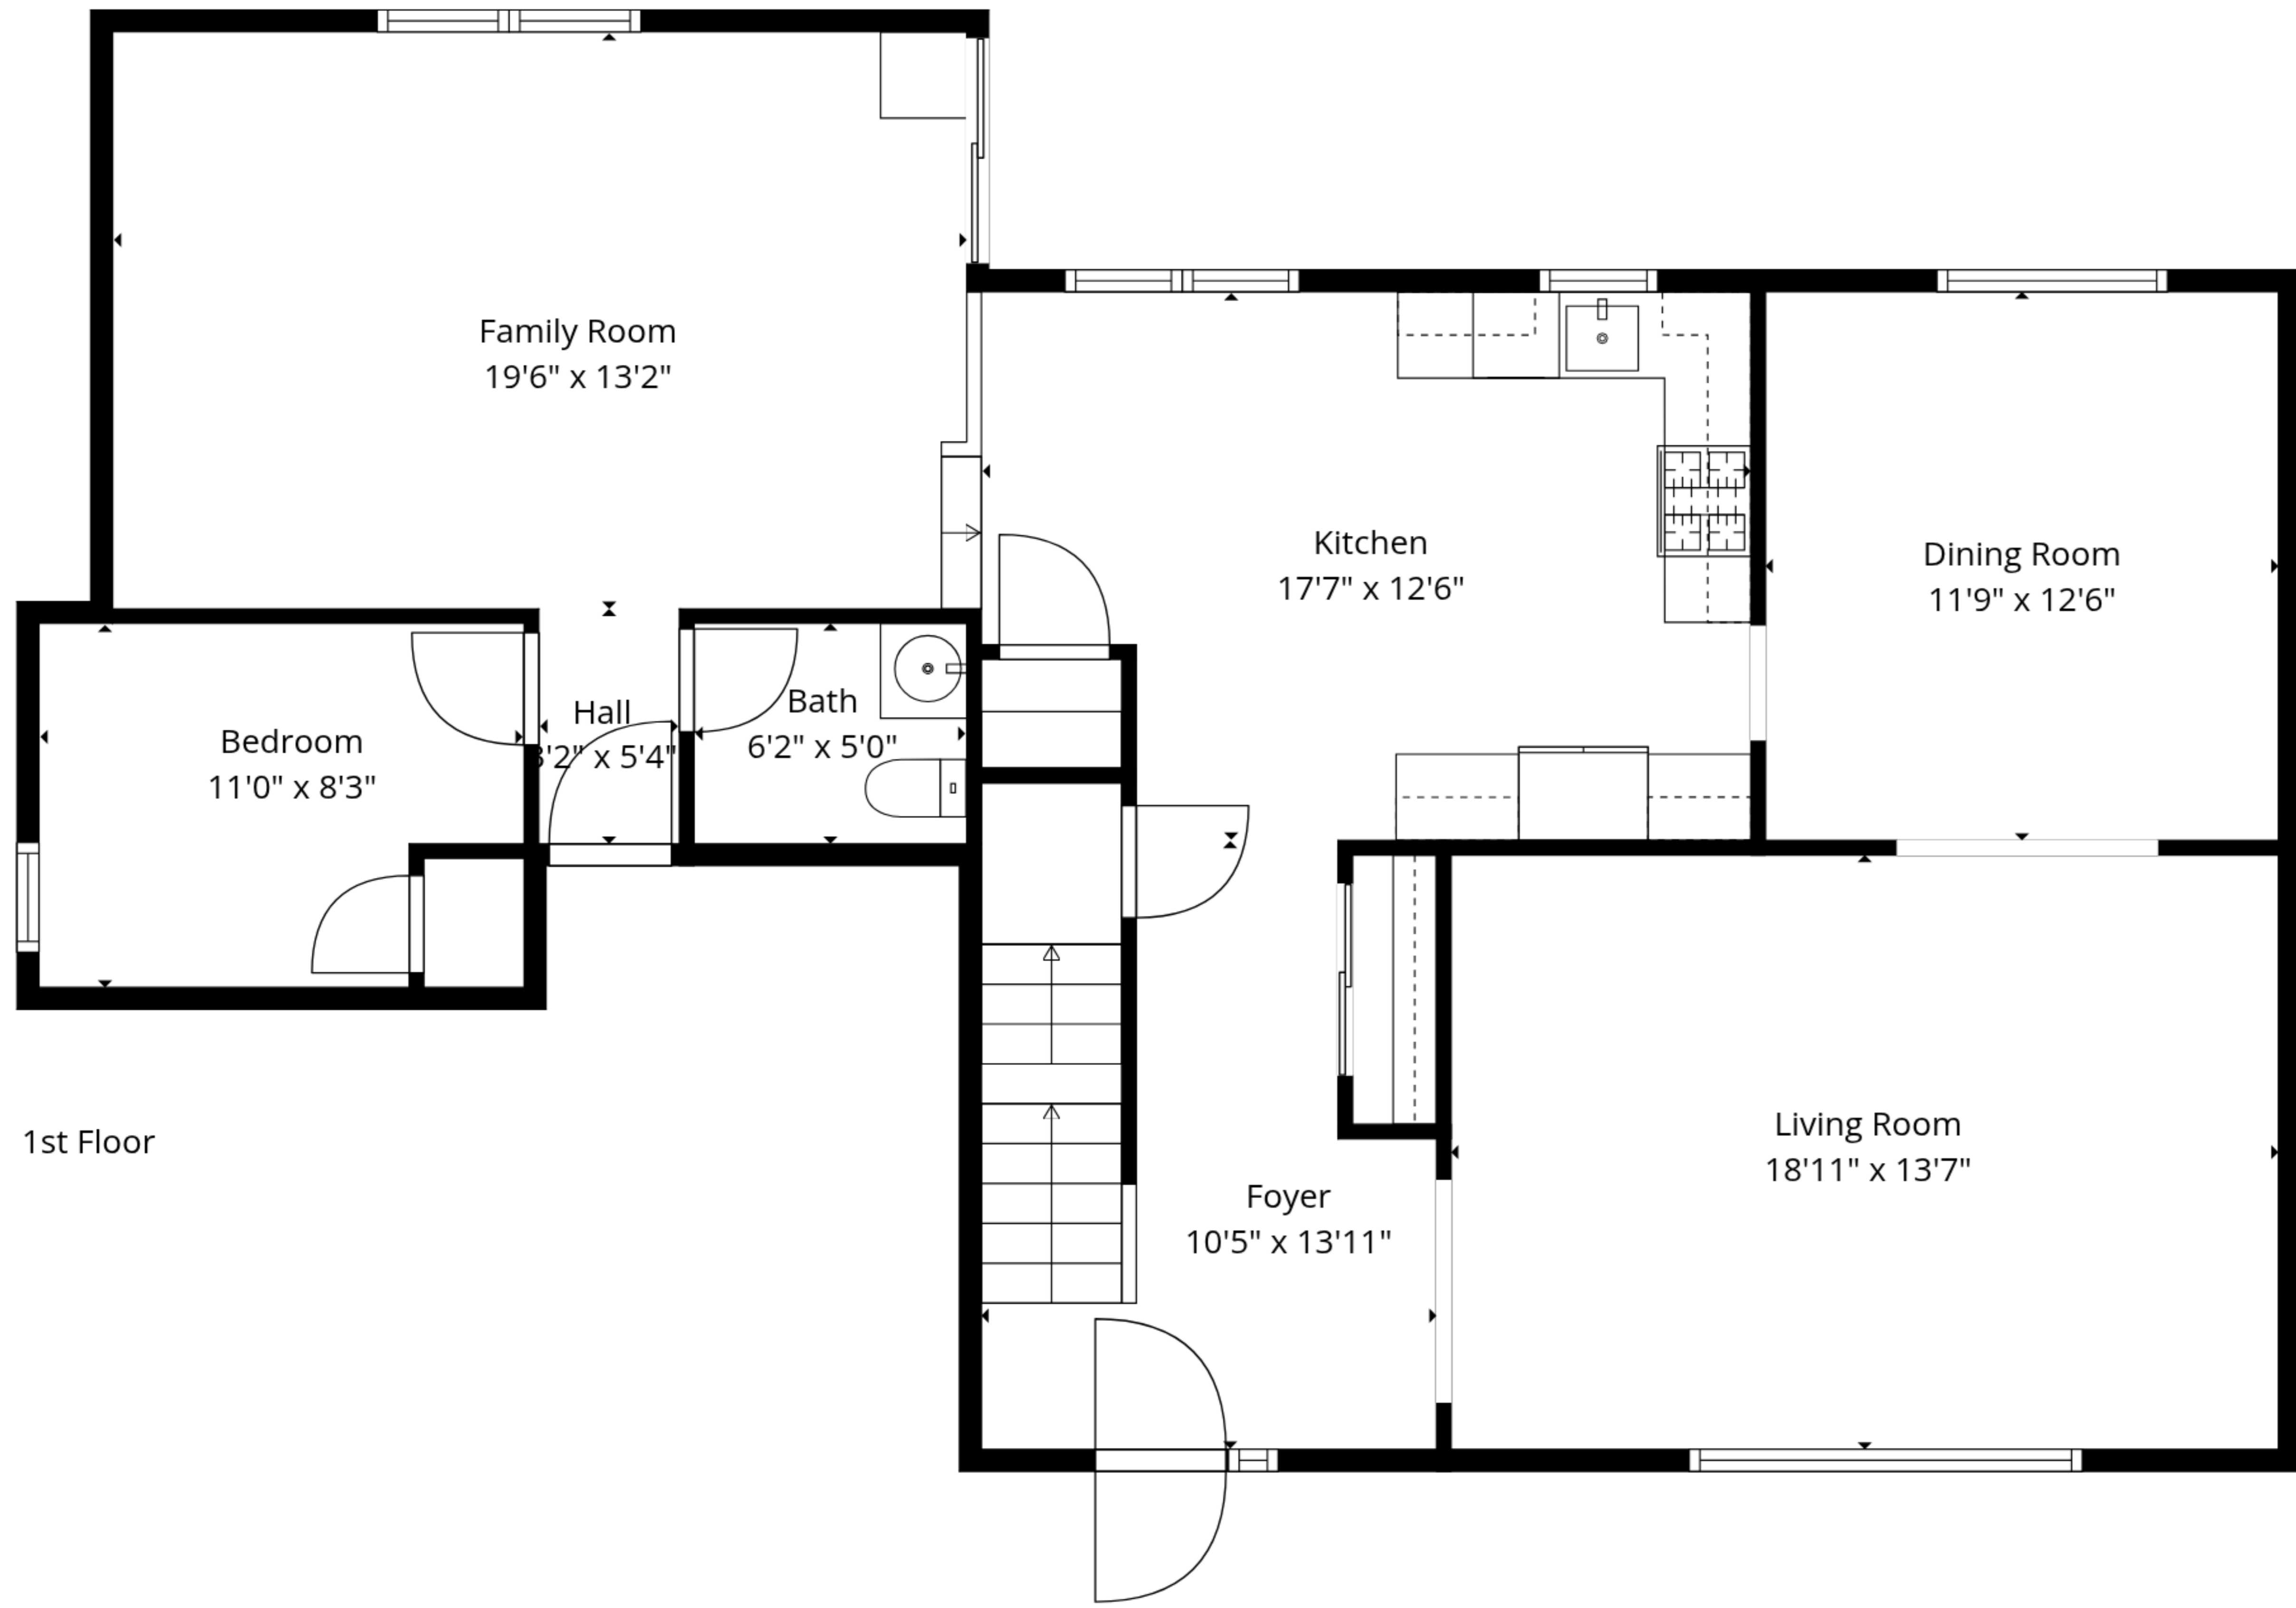 Family Room
19'6" x 13'2"
Kitchen
17'7" x 12'6"
Dining Room
11'9" x 12'6"
Bedroom
11'0" x 8'3"
Hall
3'2" x 5'4"
Bath
6'2" x 5'0"
1st Floor
Foyer
10'5" x 13'11"
Living Room
18'11" x 13'7"